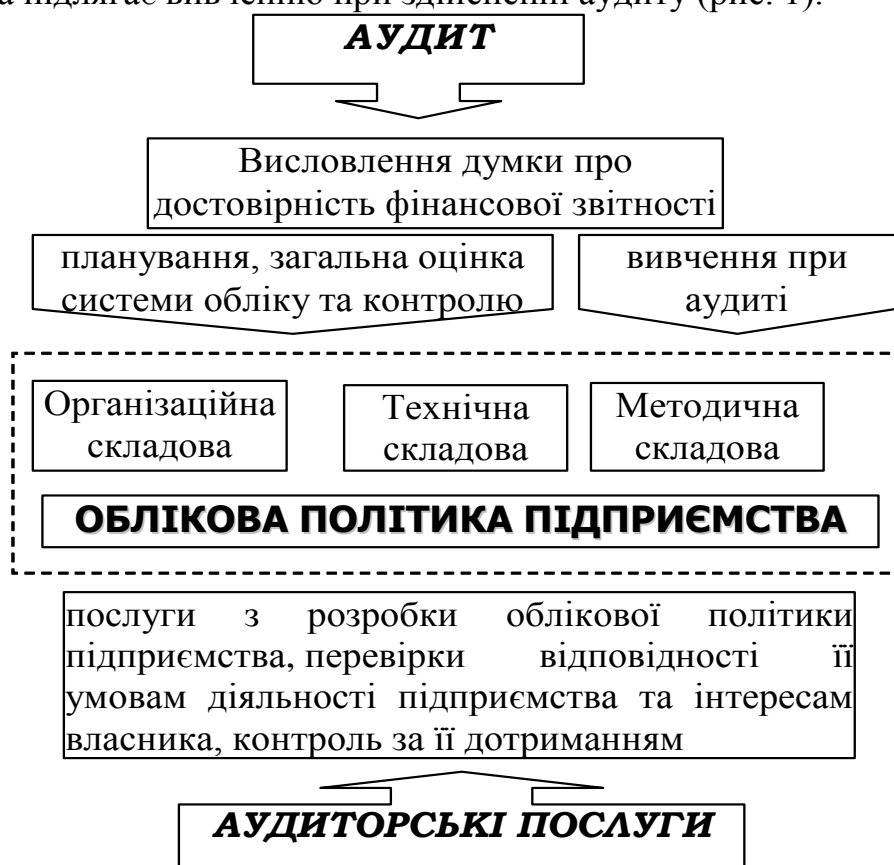 підлягає вивченню при здійсненні аудиту (рис. 1).
АУДИТ
Висловлення думки про
достовірність фінансової звітності
планування, загальна оцінка
системи обліку та контролю
вивчення при
аудиті
Організаційна
складова
Технічна
складова
Методична
складова
ОБЛІКОВА ПОЛІТИКА ПІДПРИЄМСТВА
послуги з розробки облікової політики
підприємства, перевірки відповідності її
умовам діяльності підприємства та інтересам
власника, контроль за її дотриманням
АУДИТОРСЬКІ ПОСЛУГИ